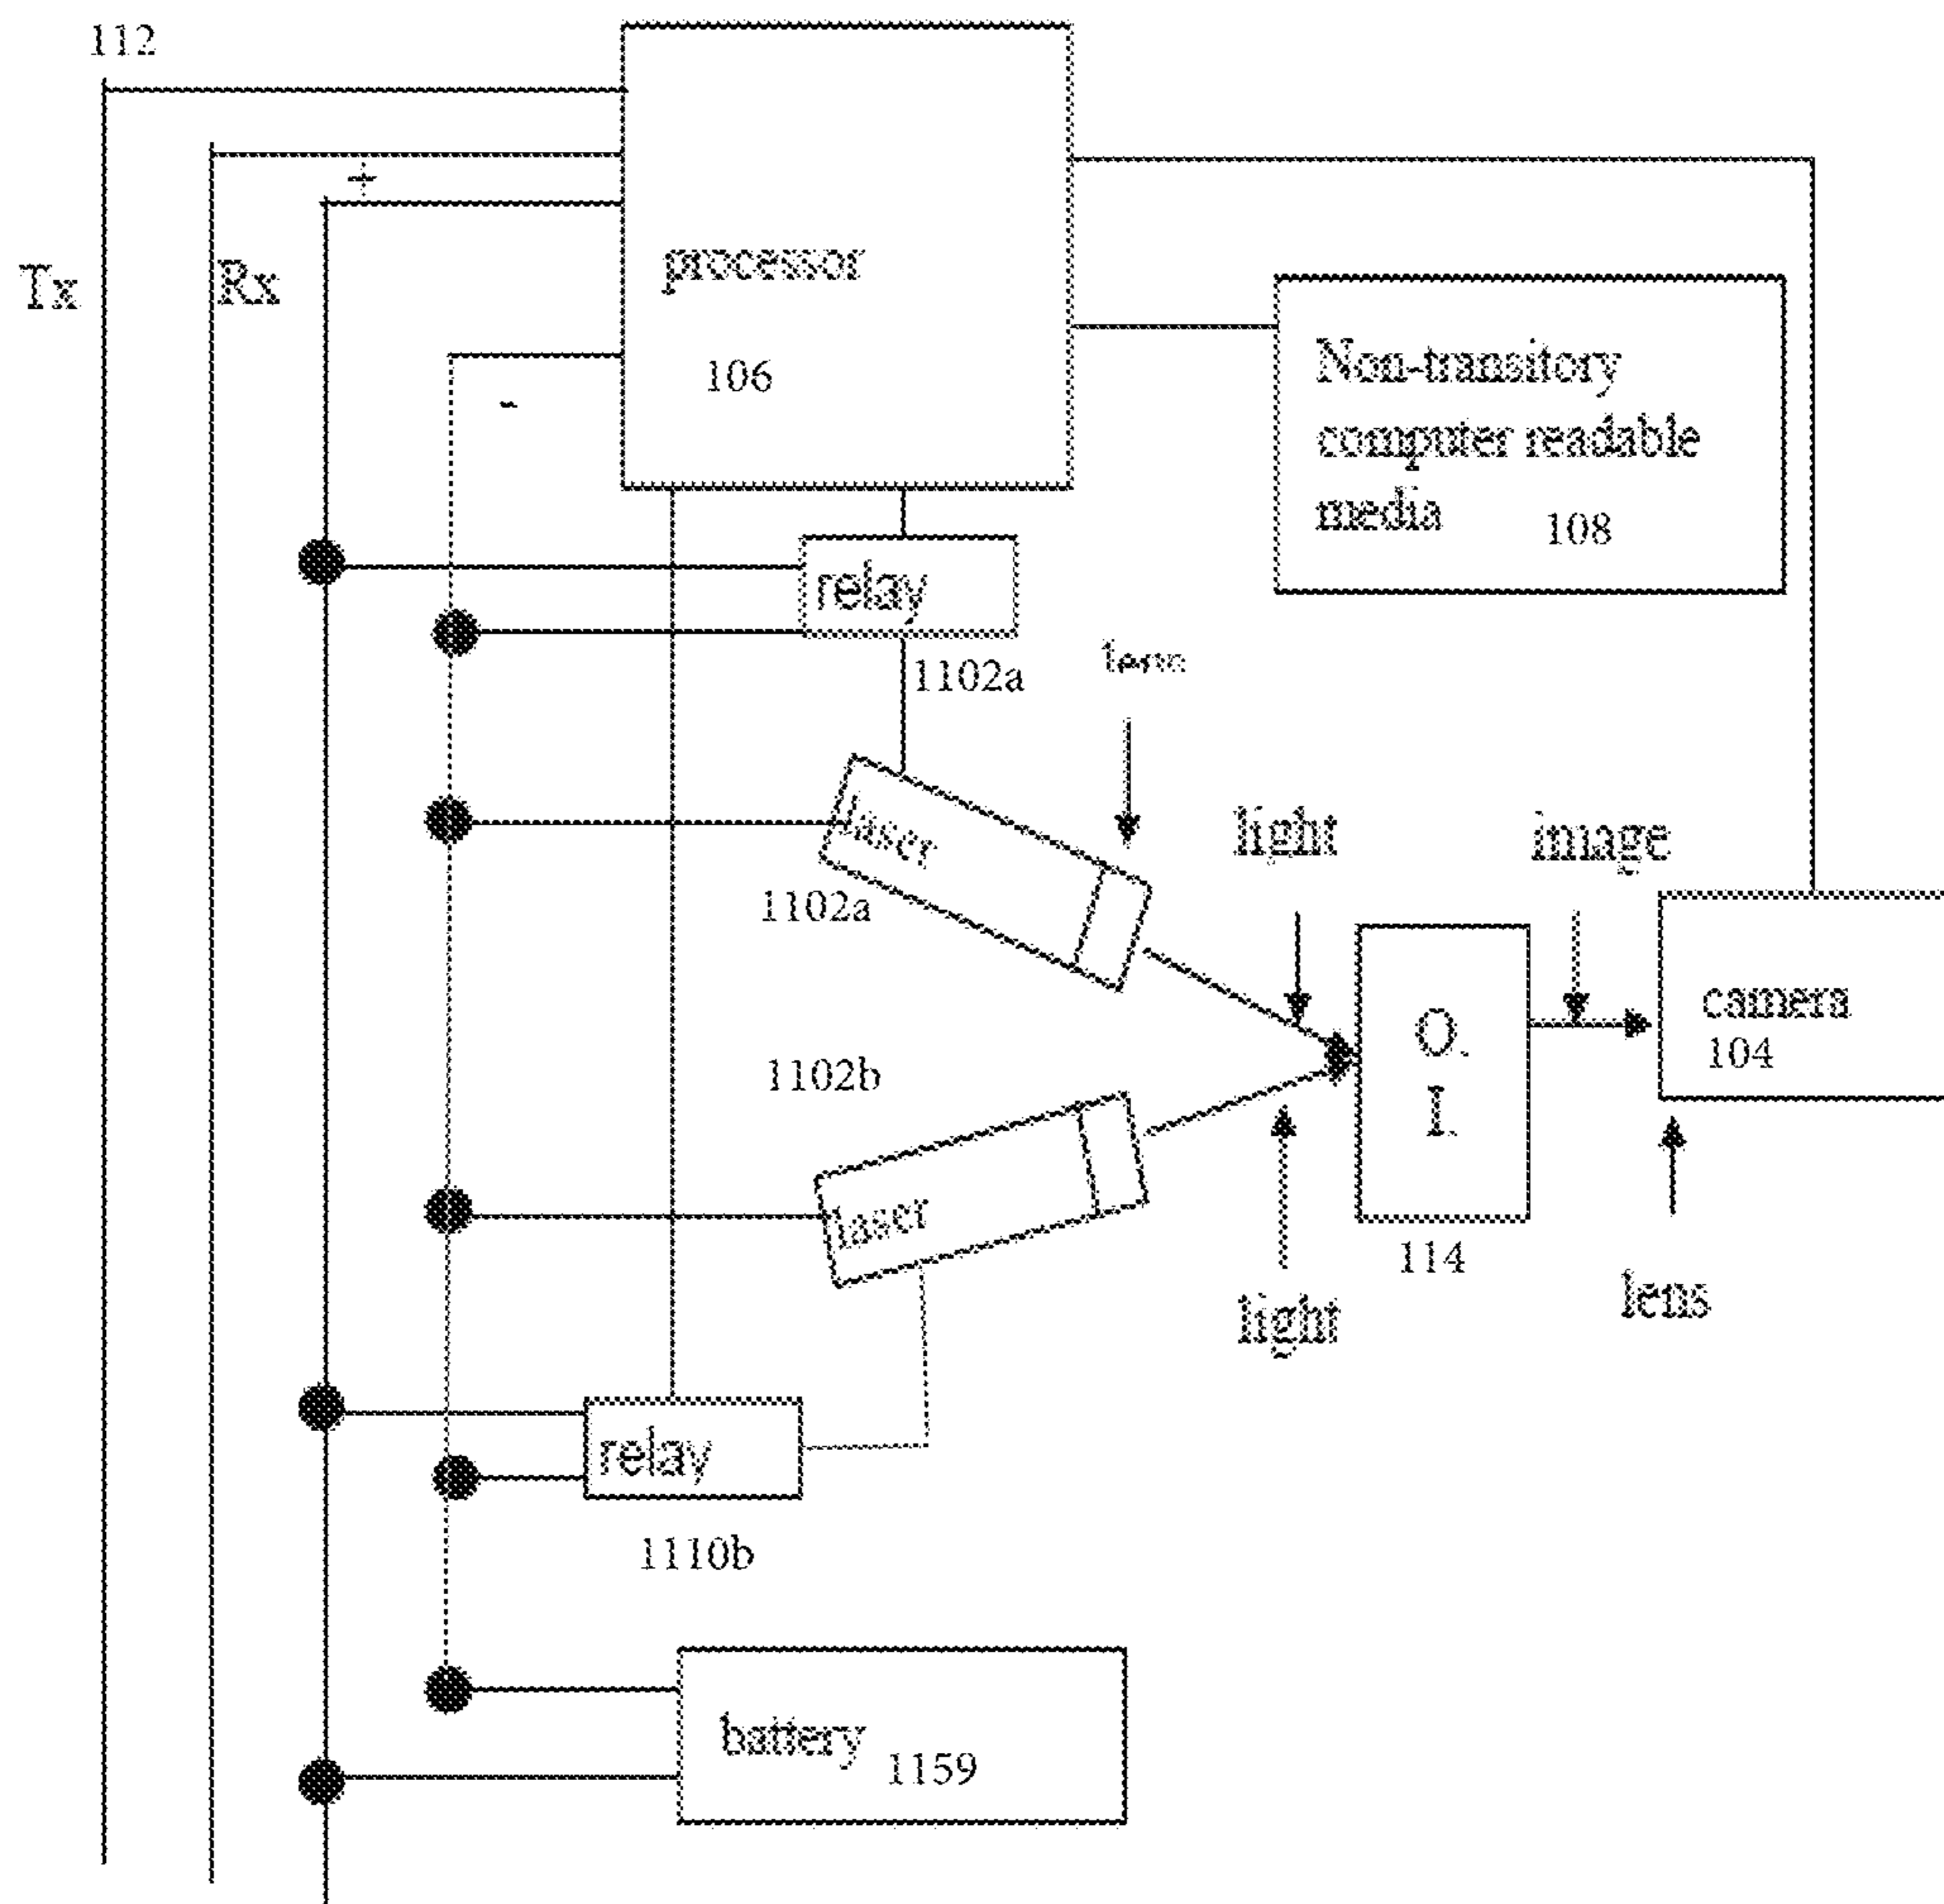 112
+
Tx
Rx
processor
106
-
Non-transitory
computer readable
media
108
relay
1102a
lens
laser
1102a
light
image
camera
104
O.
I.
114
1102b
laser
light
lens
relay
1110b
battery
1159